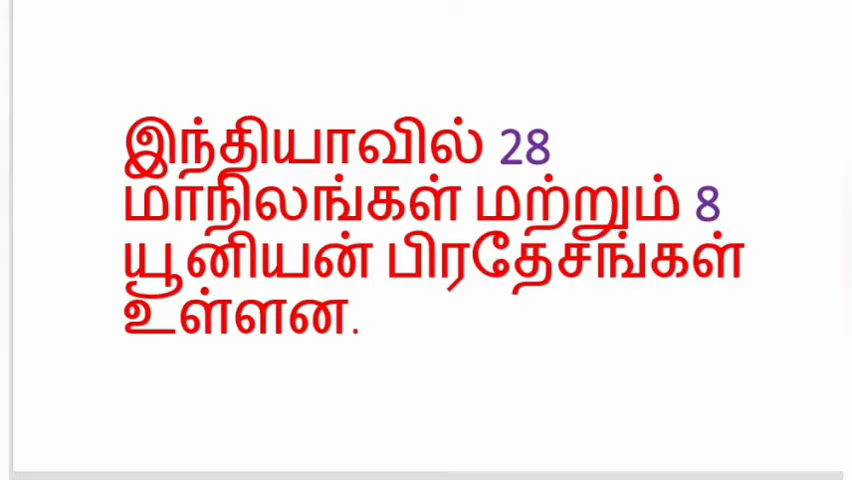 இந்தியாவில் 28
மாநிலங்கள் மற்றும் 8
யூனியன் பிரதேசங்கள்
உள்ளன.